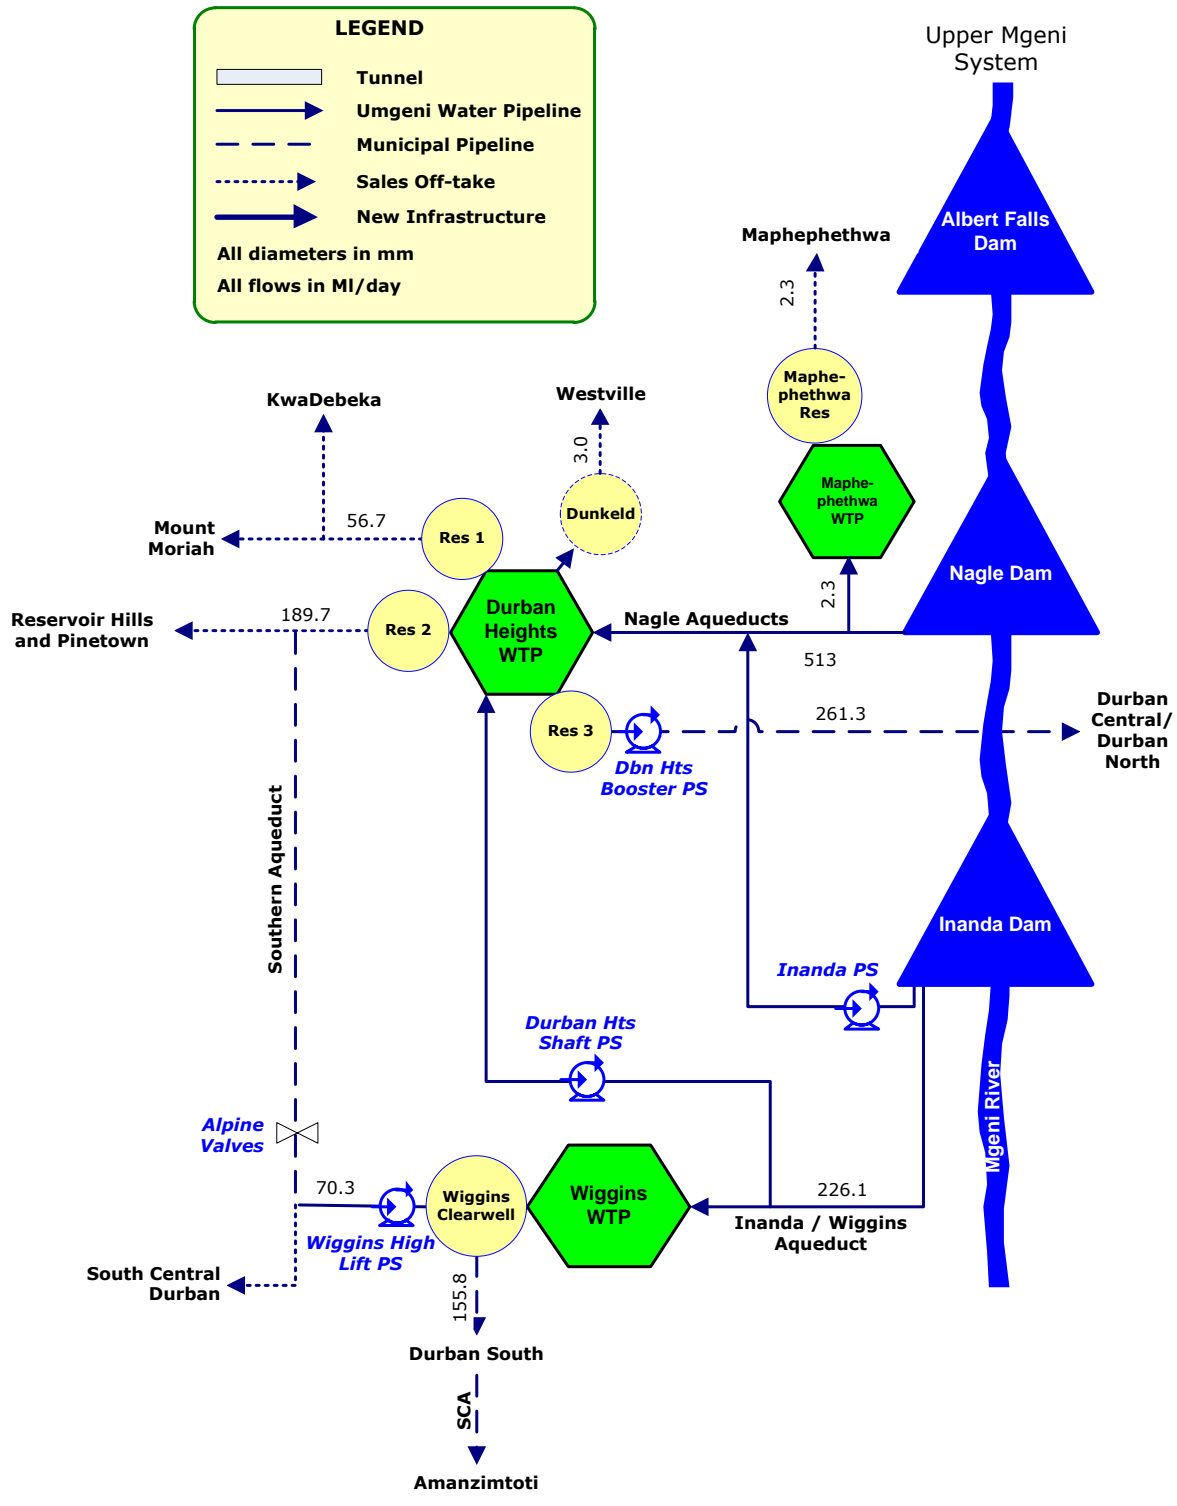 LEGEND
Tunnel
Umgeni Water Pipeline
Municipal Pipeline
Sales Off-take
New Infrastructure
All diameters in mm
All flows in Ml/day
Upper Mgeni
System
Albert Falls
Dam
Maphephethwa
2.3
Maphe-
phethwa
Res
Maphe-
phethwa
WTP
2.3
KwaDebeka
Westville
3.0
Dunkeld
Mount
Moriah
56.7
Res 1
Nagle Dam
Reservoir Hills
and Pinetown
189.7
Res 2
Durban
Heights
WTP
Nagle Aqueducts
513
Res 3
Dbn Hts
Booster PS
261.3
Durban
Central/
Durban
North
Southern Aqueduct
Inanda Dam
Inanda PS
Durban Hts
Shaft PS
Mgeni River
Alpine
Valves
70.3
Wiggins High
Lift PS
Wiggins
Clearwell
Wiggins
WTP
226.1
Inanda / Wiggins
Aqueduct
South Central
Durban
155.8
Durban South
SCA
Amanzimtoti